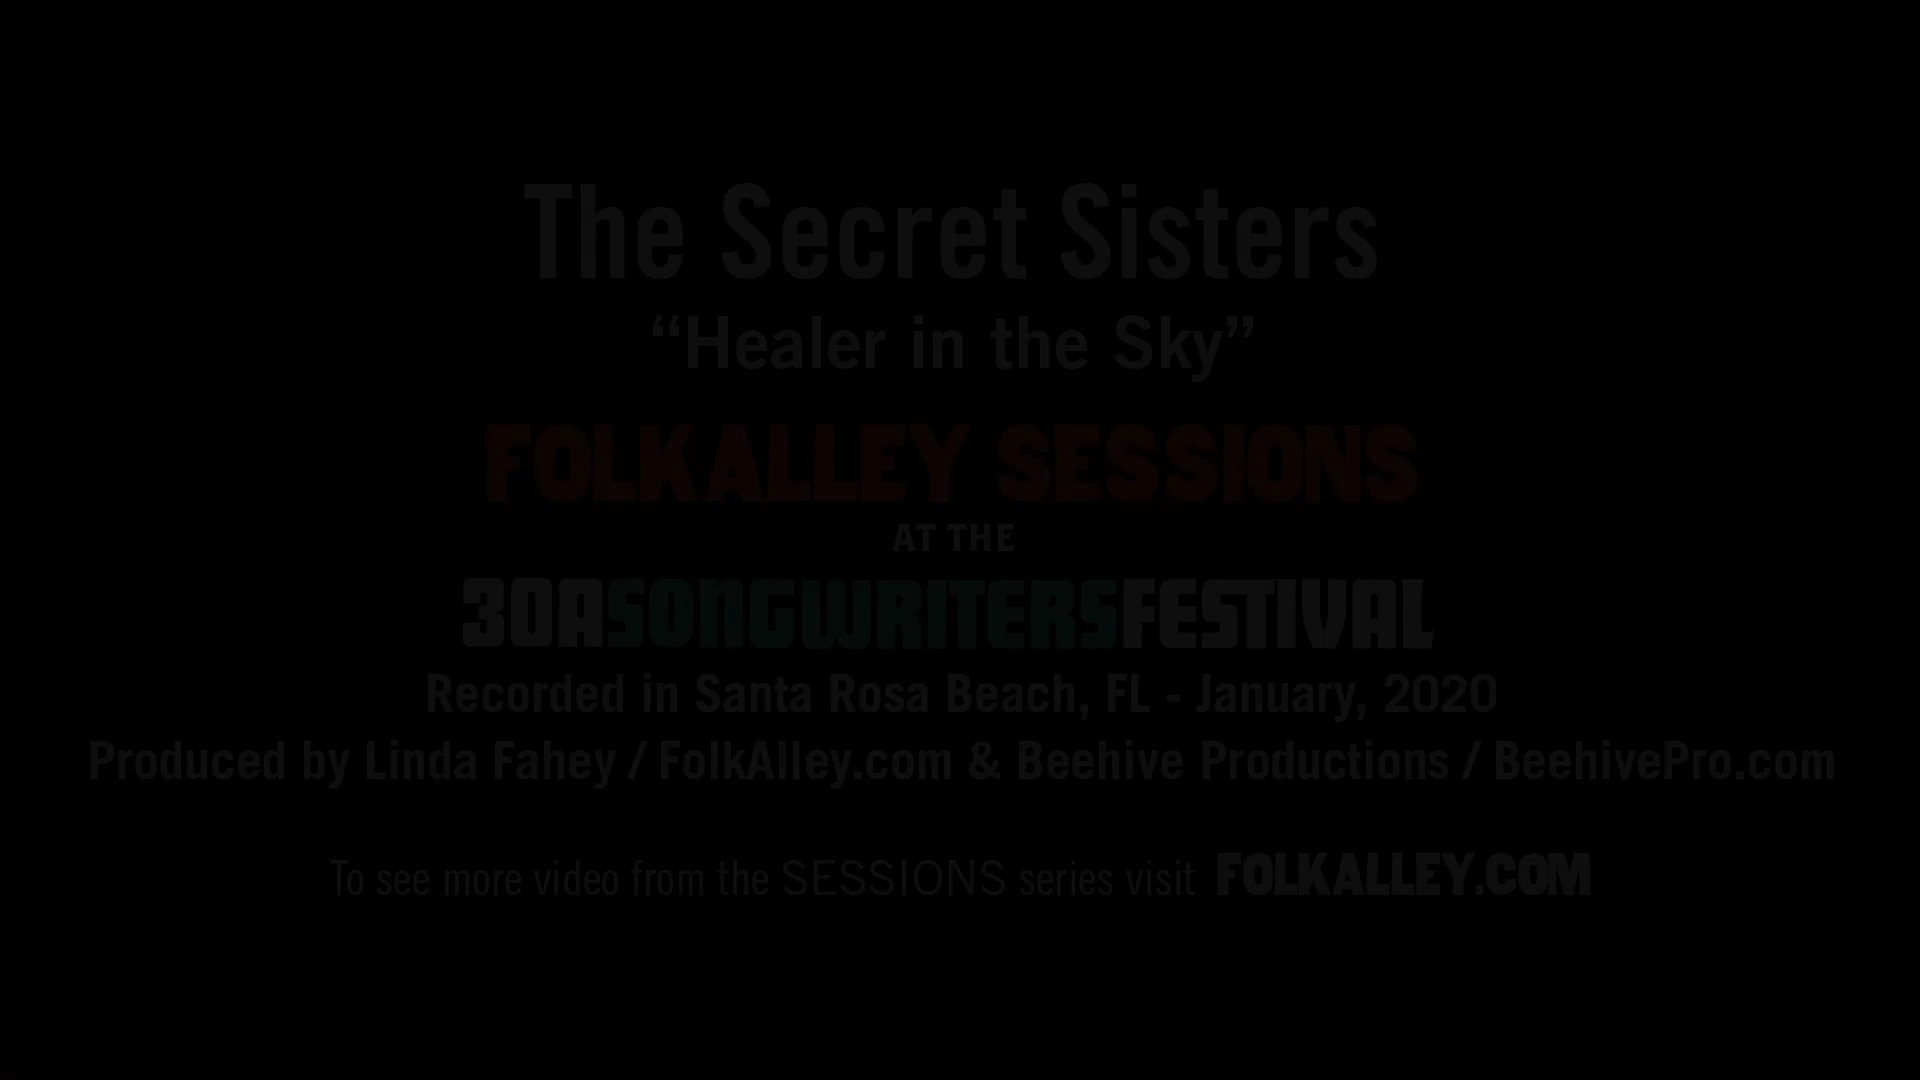 The Secret Sisters
“Healer in the Sky”
FOLKALLEY SESSIONS
AT THE
30ASONGWRITERSFESTIVAL
Recorded in Santa Rosa Beach, FL - January, 2020
Produced by Linda Fahey / FolkAlley.com & Beehive Productions / BeehivePro.com
To see more video from the SESSIONS series visit FOLKALLEY.COM